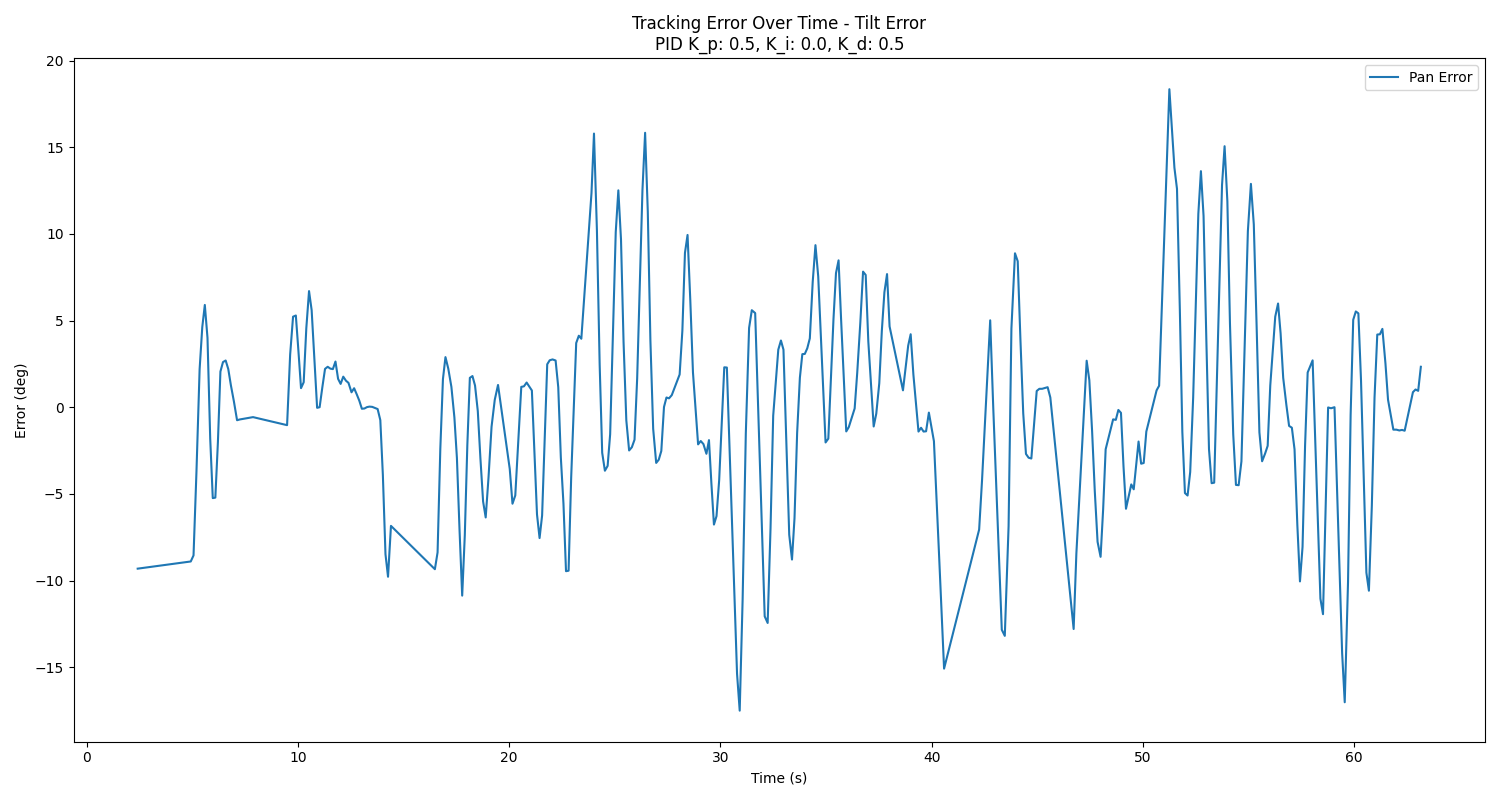 Tracking Error Over Time - Tilt Error
PID K_p: 0.5, K_i: 0.0, K_d: 0.5
Pan Error
20
15
10
5
0
−5
−10
−15
Error (deg)
0 10 20 30 40 50 60
Time (s)